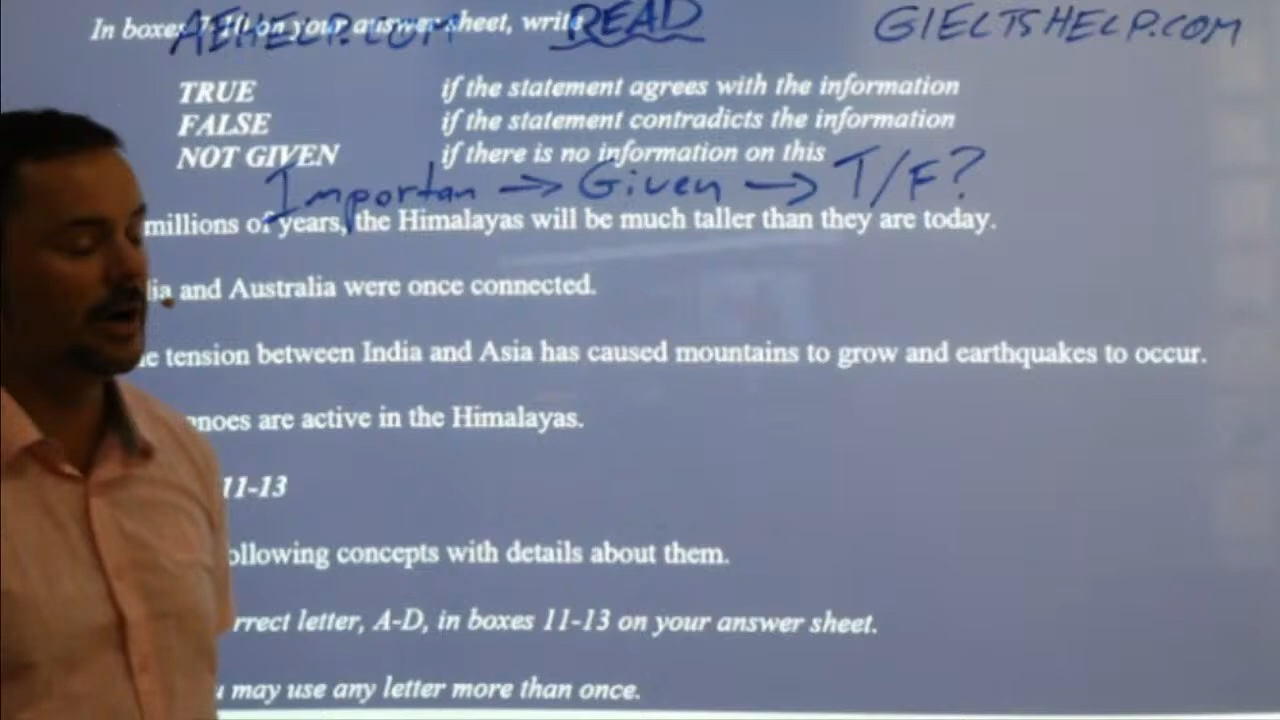 AEHELP.COM READ GIELTSHELP.COM
In boxes 7-10 on your answer sheet, write
TRUE if the statement agrees with the information
FALSE if the statement contradicts the information
NOT GIVEN if there is no information on this
Importan → Given → T/F?
millions of years, the Himalayas will be much taller than they are today.
and Australia were once connected.
tension between India and Asia has caused mountains to grow and earthquakes to occur.
are active in the Himalayas.
11-13
ollowing concepts with details about them.
rrect letter, A-D, in boxes 11-13 on your answer sheet.
may use any letter more than once.